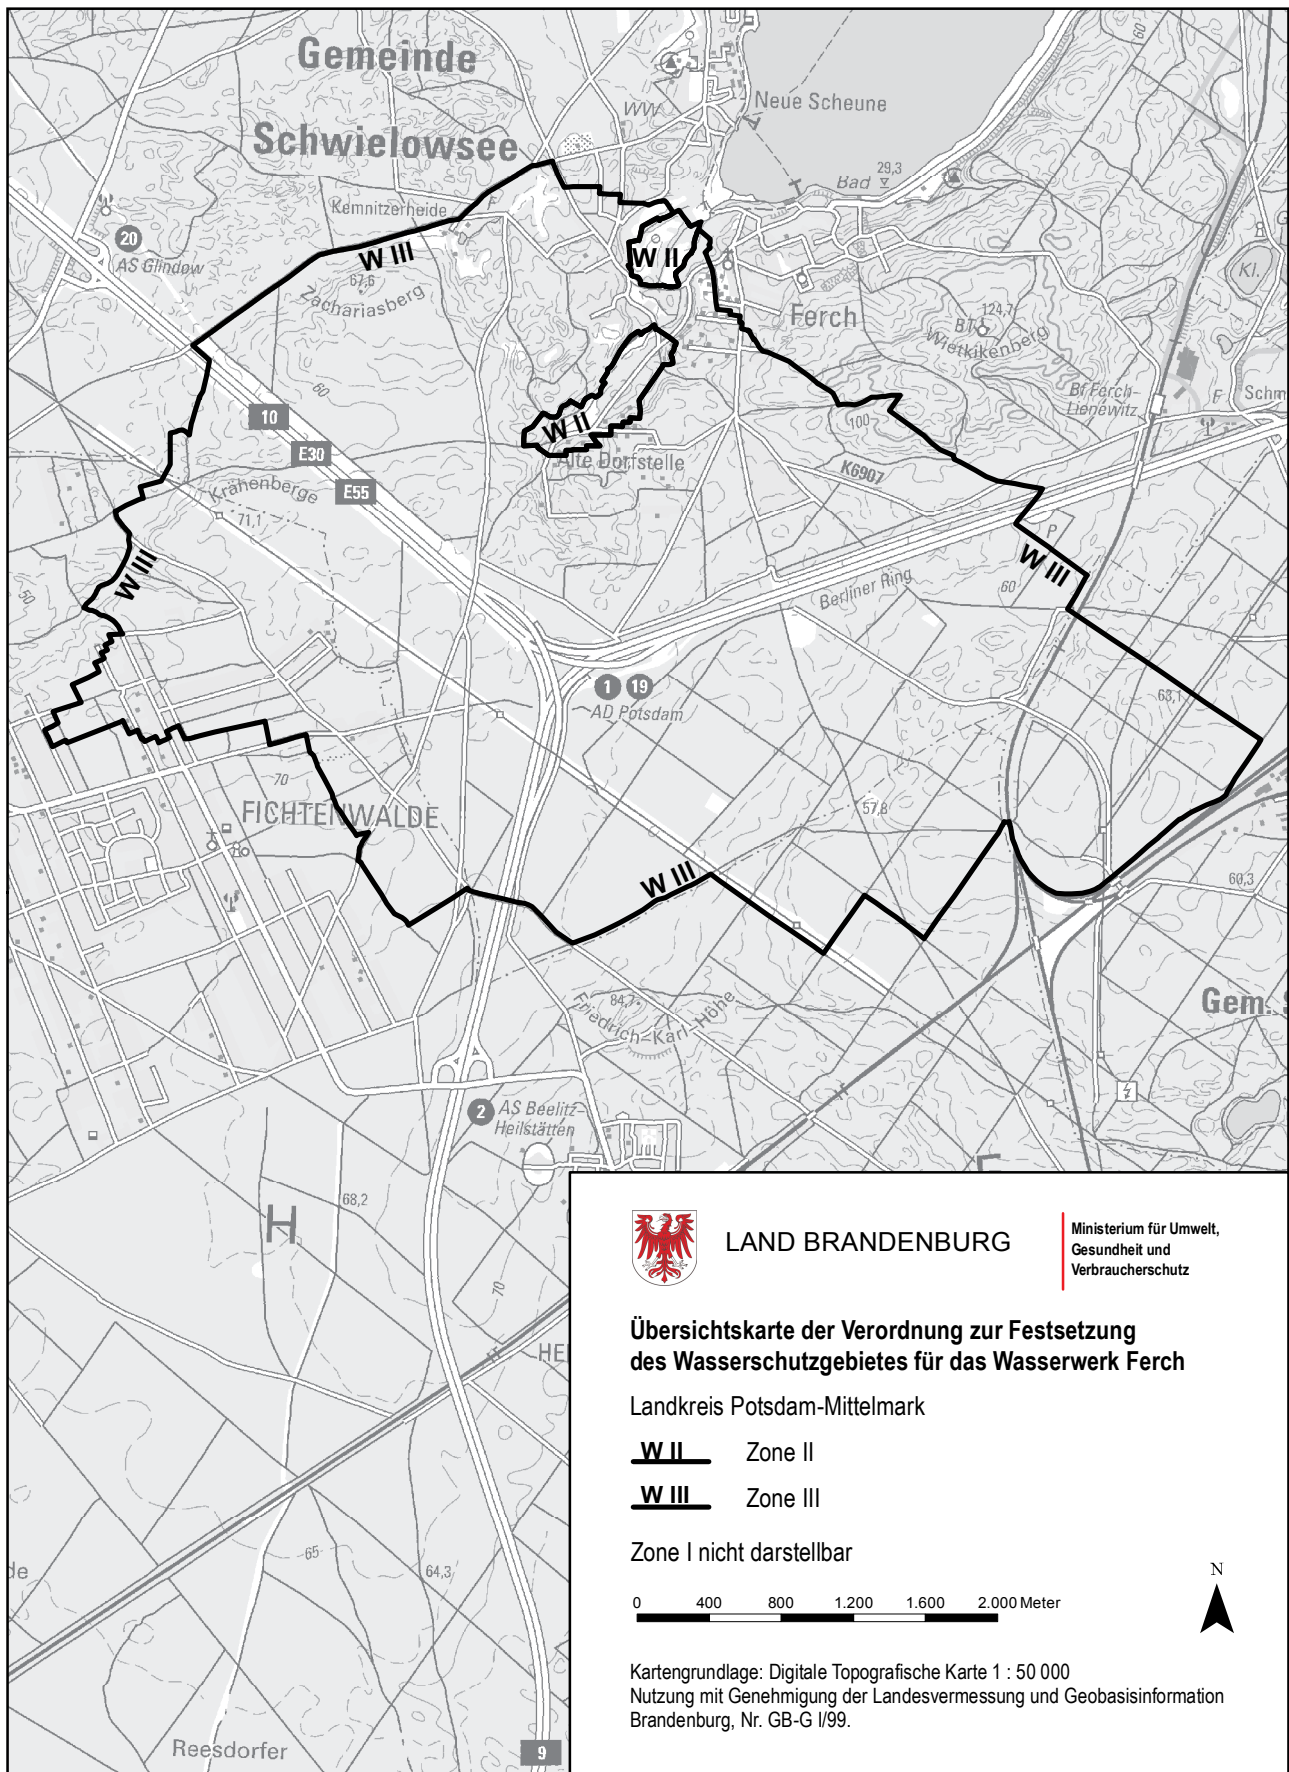 Gemeinde
Schwielowsee
WW
Neue Scheune
60
Bad
29,3
Kemnitzerheide
F
20
AS Glindow
W III
67,6
Zachariasberg
W II
Kl.
Ferch
124,7
BT
Wietkikenberg
60
10
Bf Ferch-
Lienewitz
F
Schm
100
W II
E30
Alte Dorfstelle
K6907
E55
Krähenberge
71,1
P
W III
W III
50
Berliner Ring
60
1
19
AD Potsdam
63,1
70
57,8
FICHTENWALDE
W III
60,3
84,7
Friedrich-Karl-Höhe
Gem. S
2
AS Beelitz-
Heilstätten
68,2
H
70
HE
65
64,3
de
Reesdorfer
9
LAND BRANDENBURG
Ministerium für Umwelt,
Gesundheit und
Verbraucherschutz
Übersichtskarte der Verordnung zur Festsetzung
des Wasserschutzgebietes für das Wasserwerk Ferch
Landkreis Potsdam-Mittelmark
W II Zone II
W III Zone III
Zone I nicht darstellbar
N
0 400 800 1.200 1.600 2.000 Meter
Kartengrundlage: Digitale Topografische Karte 1 : 50 000
Nutzung mit Genehmigung der Landesvermessung und Geobasisinformation
Brandenburg, Nr. GB-G I/99.